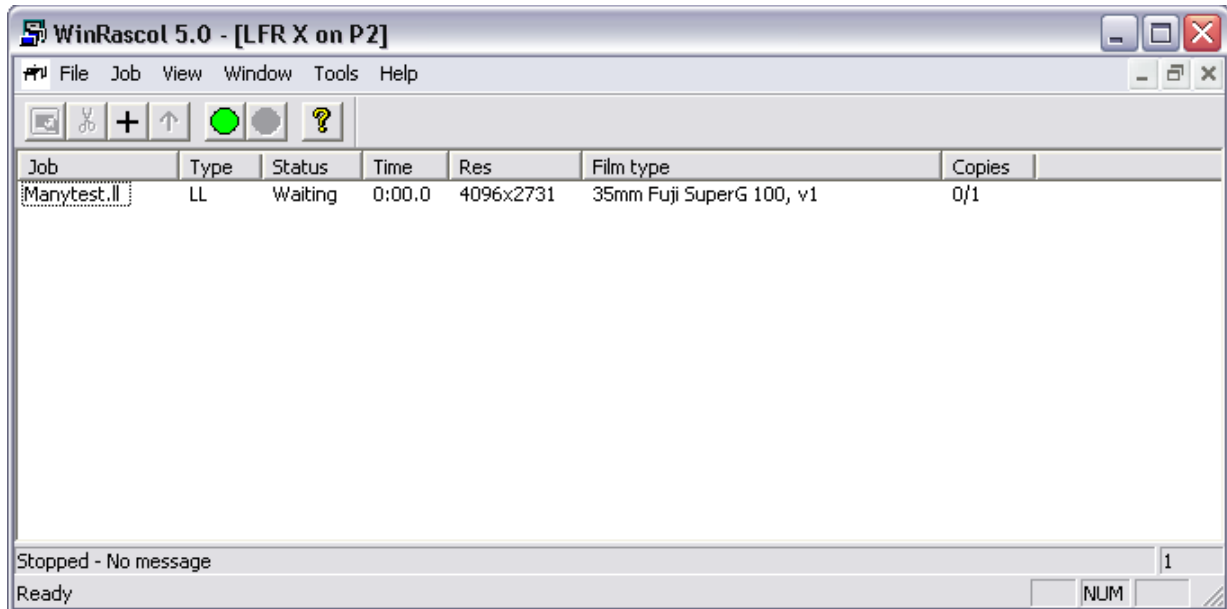 WinRascol 5.0 - [LFR X on P2]
File Job View Window Tools Help
Job Type Status Time Res Film type Copies
Manytest.ll LL Waiting 0:00.0 4096x2731 35mm Fuji SuperG 100, v1 0/1
Stopped - No message 1
Ready NUM